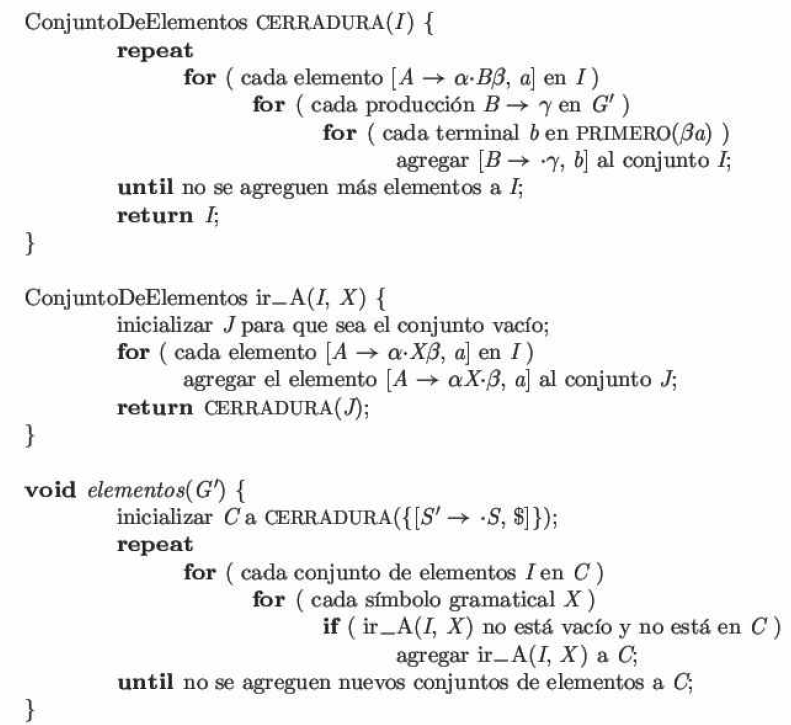 ConjuntoDeElementos CERRADURA(I) {
repeat
for ( cada elemento [A → α·Bβ, a] en I )
for ( cada producción B → γ en G′ )
for ( cada terminal b en PRIMERO(βa) )
agregar [B → ·γ, b] al conjunto I;
until no se agreguen más elementos a I;
return I;
}
ConjuntoDeElementos ir_A(I, X) {
inicializar J para que sea el conjunto vacío;
for ( cada elemento [A → α·Xβ, a] en I )
agregar el elemento [A → αX·β, a] al conjunto J;
return CERRADURA(J);
}
void elementos(G′) {
inicializar C a CERRADURA({[S′ → ·S, $]});
repeat
for ( cada conjunto de elementos I en C )
for ( cada símbolo gramatical X )
if ( ir_A(I, X) no está vacío y no está en C )
agregar ir_A(I, X) a C;
until no se agreguen nuevos conjuntos de elementos a C;
}